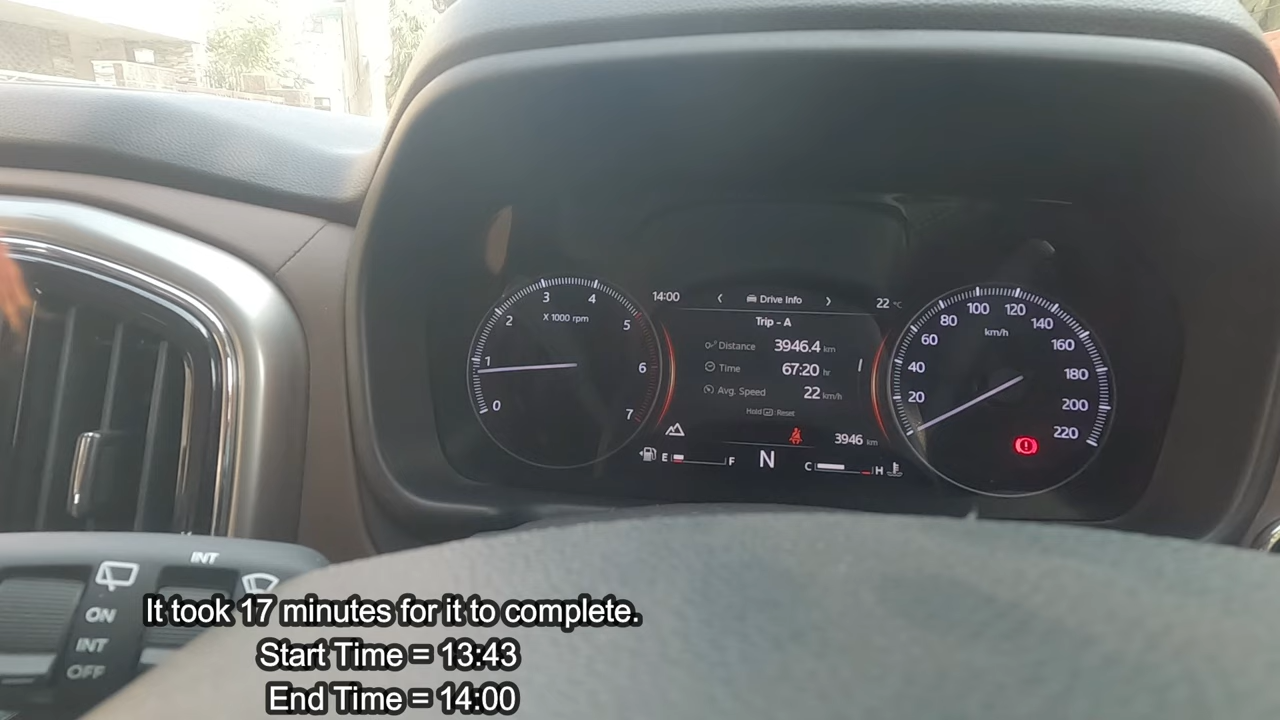 14:00
Drive Info
22 °C
Trip - A
Distance 3946.4 km
Time 67:20 hr
Avg. Speed 22 km/h
Hold : Reset
3946 km
E F N C H
0 1 2 3 4 5 6 7
X 1000 rpm
20 40 60 80 100 120 140 160 180 200 220
km/h
INT
ON
INT
OFF
It took 17 minutes for it to complete.
Start Time = 13:43
End Time = 14:00